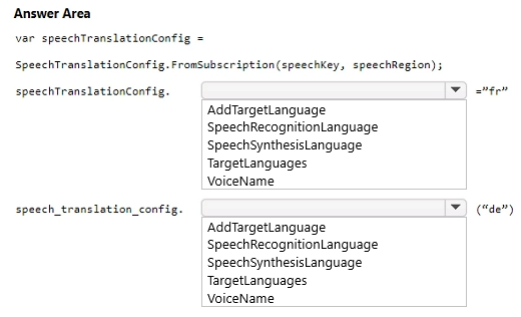 Answer Area
var speechTranslationConfig =
SpeechTranslationConfig.FromSubscription(speechKey, speechRegion);
speechTranslationConfig. ="fr"
AddTargetLanguage
SpeechRecognitionLanguage
SpeechSynthesisLanguage
TargetLanguages
VoiceName
speech_translation_config. ("de")
AddTargetLanguage
SpeechRecognitionLanguage
SpeechSynthesisLanguage
TargetLanguages
VoiceName